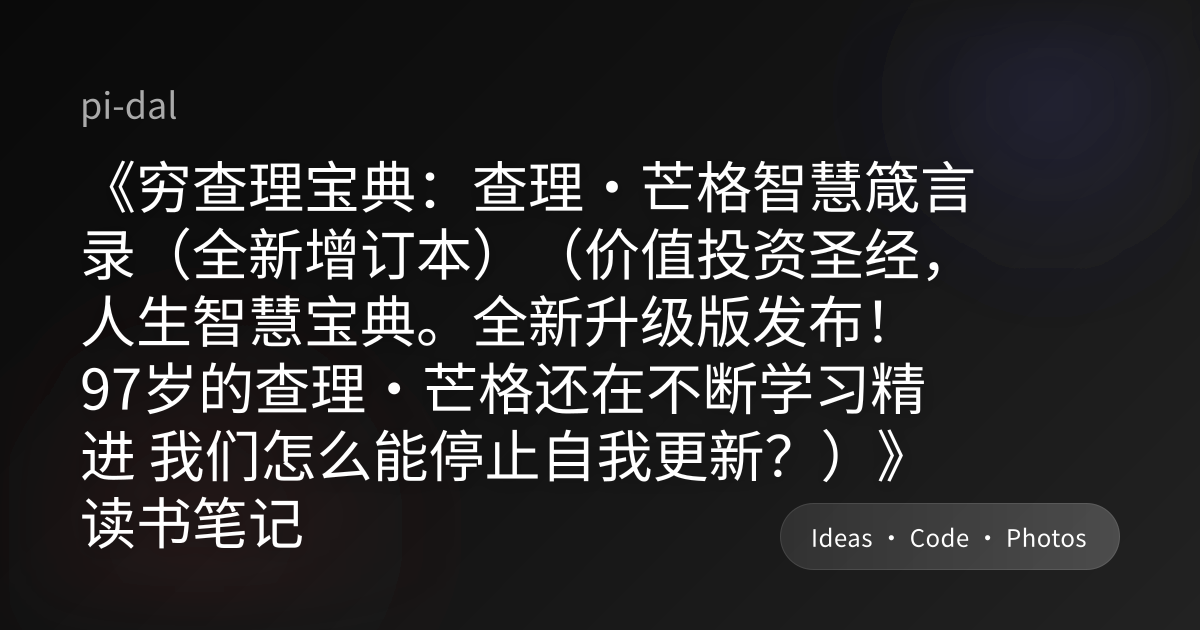 pi-dal
《穷查理宝典：查理·芒格智慧箴言
录（全新增订本）（价值投资圣经，
人生智慧宝典。全新升级版发布！
97岁的查理·芒格还在不断学习精
进 我们怎么能停止自我更新？）》
读书笔记
Ideas • Code • Photos